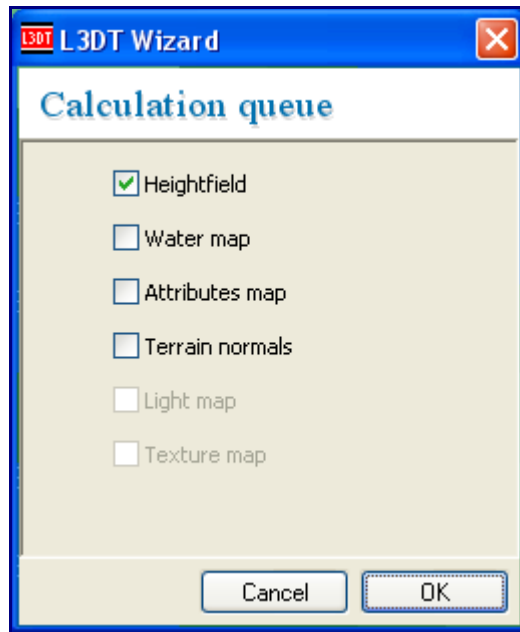 L3DT L3DT Wizard
Calculation queue
Heightfield
Water map
Attributes map
Terrain normals
Light map
Texture map
Cancel OK